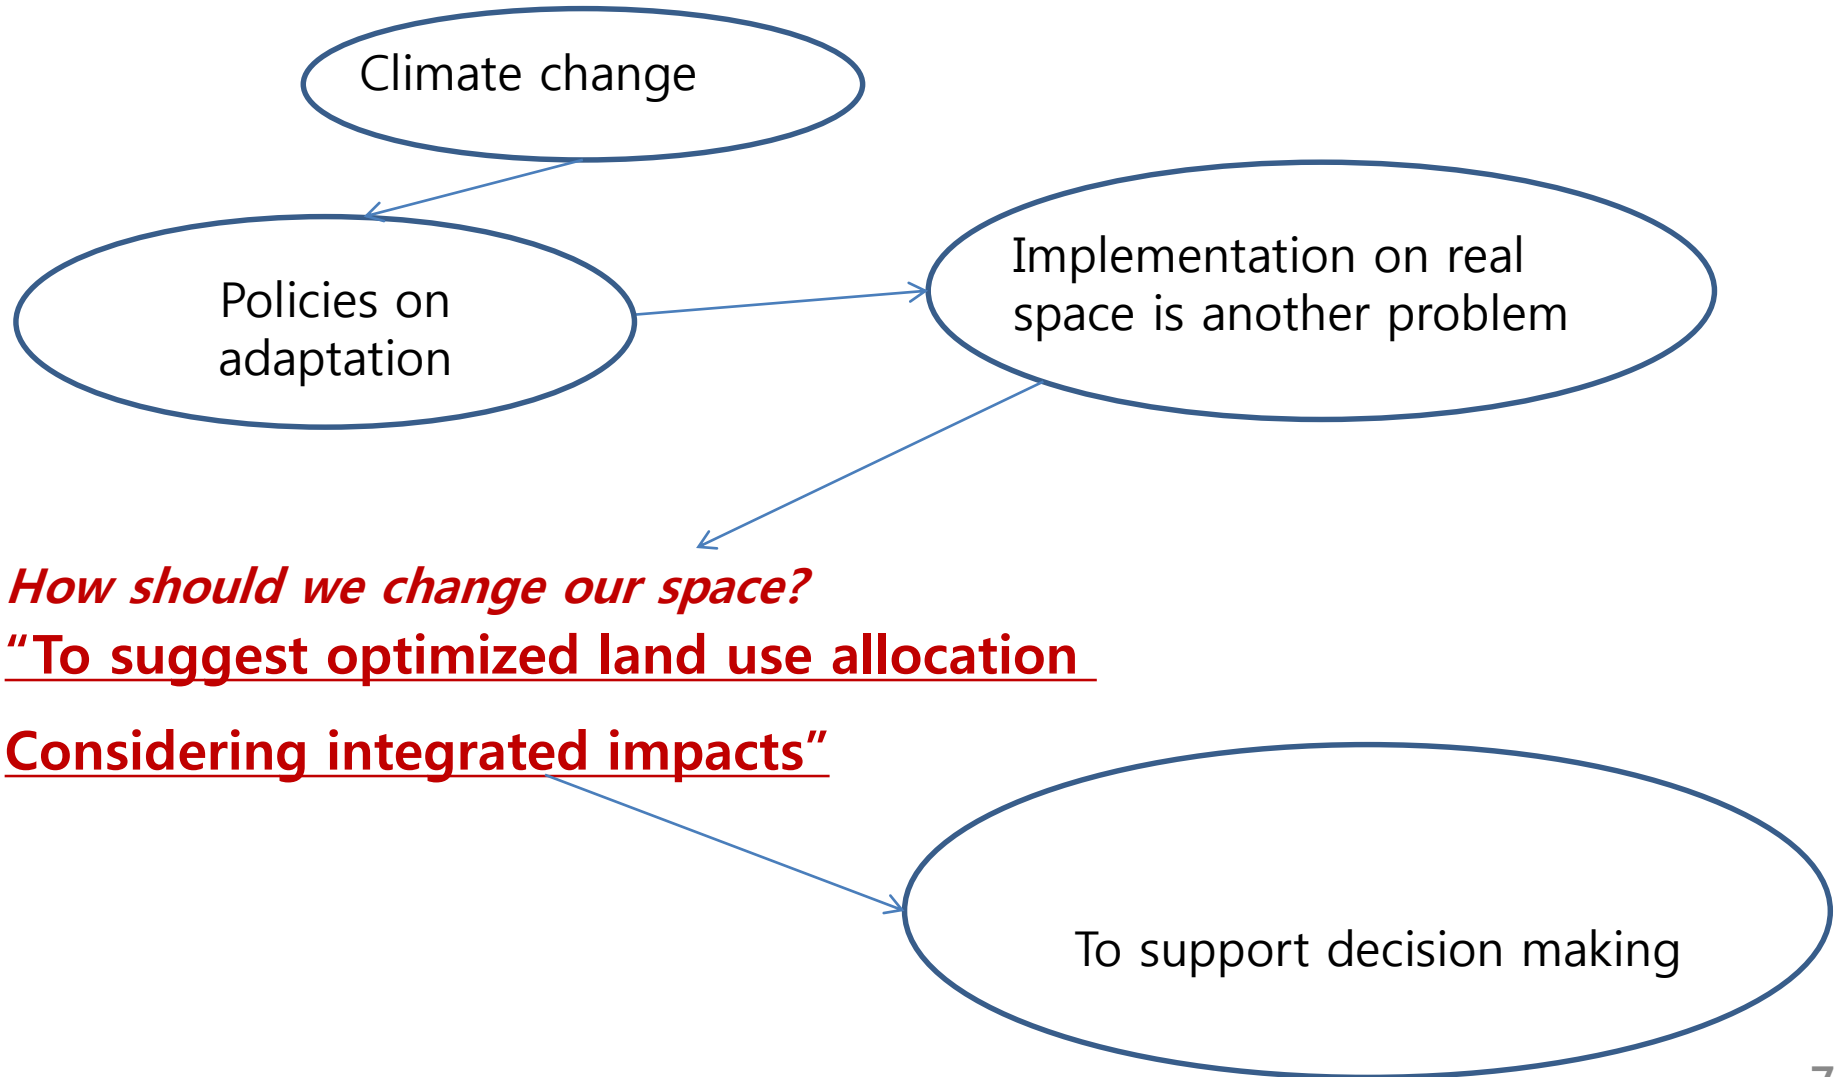 Climate change
Policies on
adaptation
Implementation on real
space is another problem
How should we change our space?
“To suggest optimized land use allocation
Considering integrated impacts”
To support decision making
7